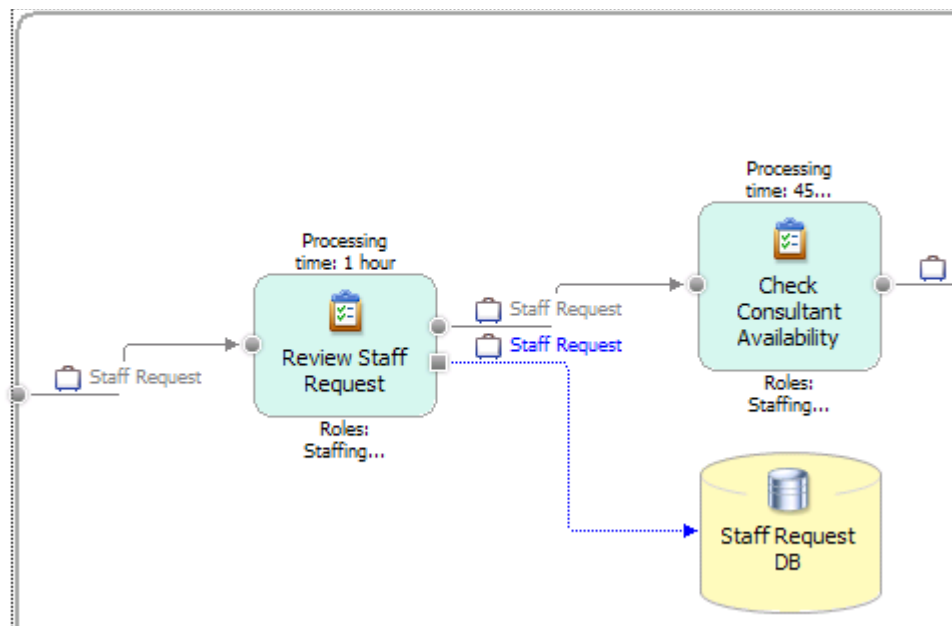 Processing
time: 45...
Check
Consultant
Availability
Roles:
Staffing...
Processing
time: 1 hour
Review Staff
Request
Roles:
Staffing...
Staff Request
Staff Request
Staff Request
Staff Request
DB